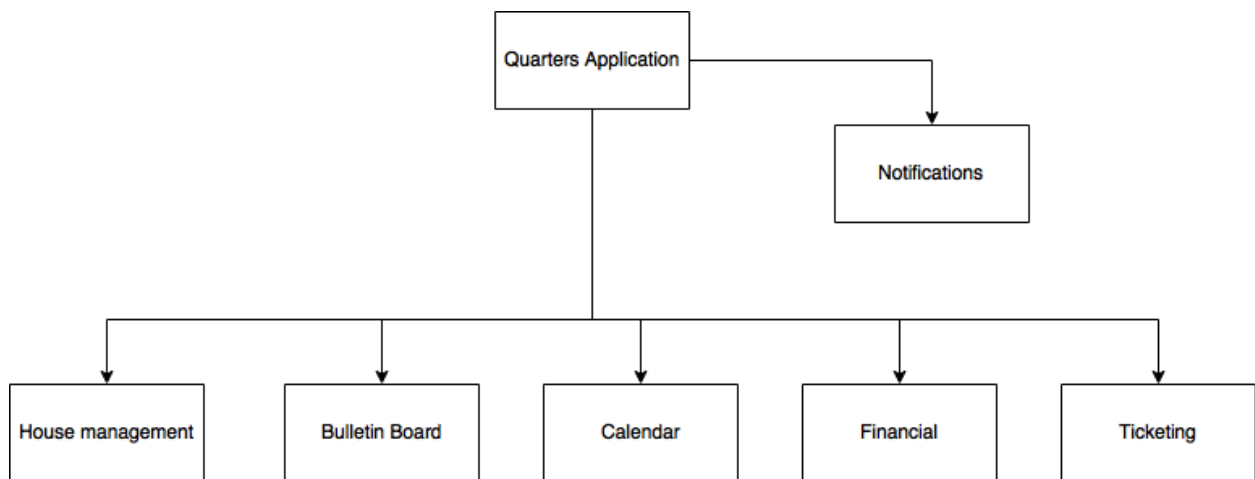 Quarters Application
Notifications
House management
Bulletin Board
Calendar
Financial
Ticketing